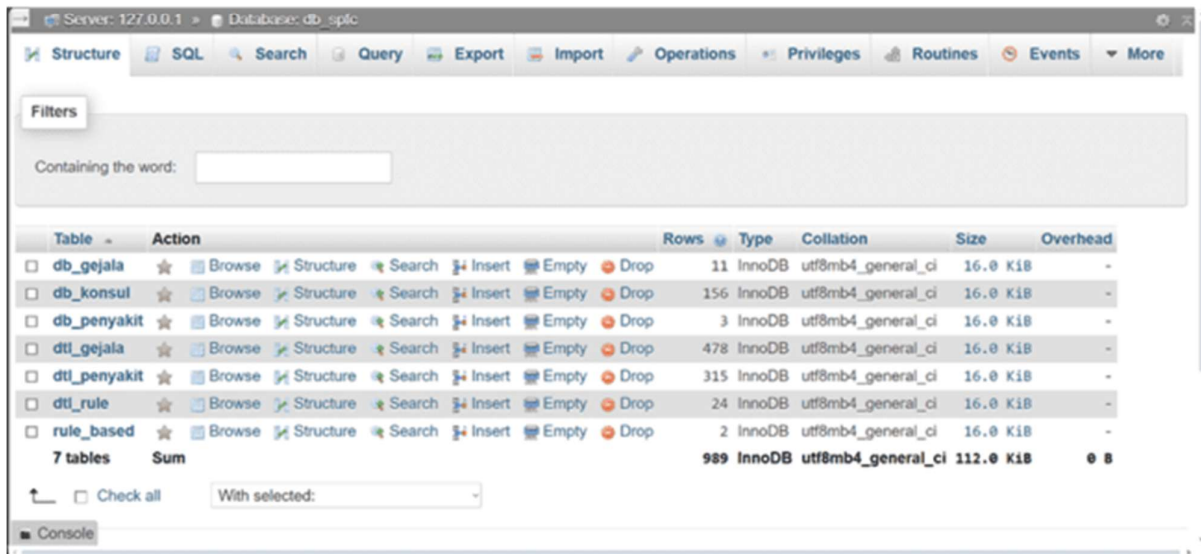 Server: 127.0.0.1 » Database: db_splc
Structure SQL Search Query Export Import Operations Privileges Routines Events More
Filters
Containing the word:
Table Action Rows Type Collation Size Overhead
db_gejala Browse Structure Search Insert Empty Drop 11 InnoDB utf8mb4_general_ci 16.0 KiB -
db_konsul Browse Structure Search Insert Empty Drop 156 InnoDB utf8mb4_general_ci 16.0 KiB -
db_penyakit Browse Structure Search Insert Empty Drop 3 InnoDB utf8mb4_general_ci 16.0 KiB -
dtl_gejala Browse Structure Search Insert Empty Drop 478 InnoDB utf8mb4_general_ci 16.0 KiB -
dtl_penyakit Browse Structure Search Insert Empty Drop 315 InnoDB utf8mb4_general_ci 16.0 KiB -
dtl_rule Browse Structure Search Insert Empty Drop 24 InnoDB utf8mb4_general_ci 16.0 KiB -
rule_based Browse Structure Search Insert Empty Drop 2 InnoDB utf8mb4_general_ci 16.0 KiB -
7 tables Sum 989 InnoDB utf8mb4_general_ci 112.0 KiB 0 B
Check all With selected:
Console